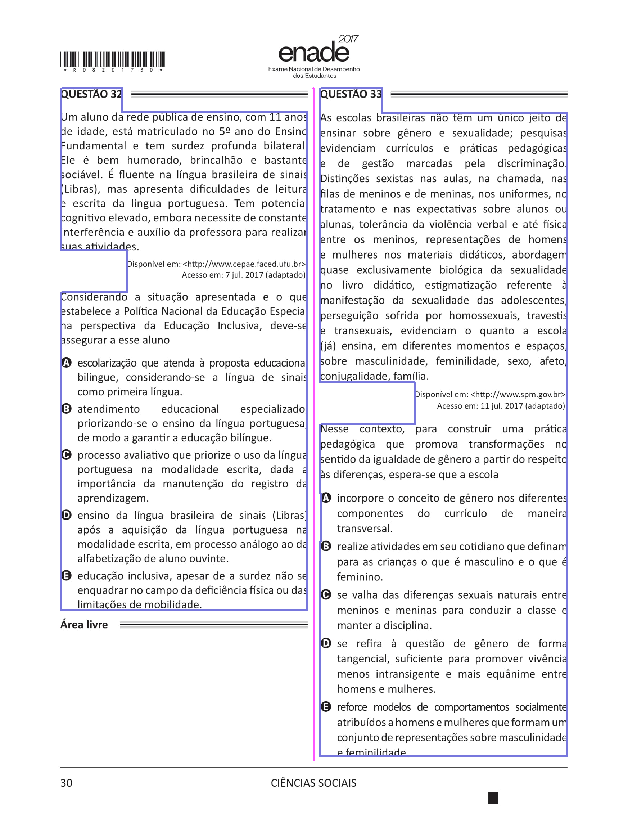 *R0820173D*
enade 2017
Exame Nacional de Desempenho
dos Estudantes
QUESTÃO 32
Um aluno da rede pública de ensino, com 11 anos
de idade, está matriculado no 5º ano do Ensino
Fundamental e tem surdez profunda bilateral.
Ele é bem humorado, brincalhão e bastante
sociável. É fluente na língua brasileira de sinais
(Libras), mas apresenta dificuldades de leitura
e escrita da língua portuguesa. Tem potencial
cognitivo elevado, embora necessite de constante
interferência e auxílio da professora para realizar
suas atividades.
Disponível em: <http://www.cepae.faced.ufu.br>.
Acesso em: 7 jul. 2017 (adaptado).
Considerando a situação apresentada e o que
estabelece a Política Nacional da Educação Especial
na perspectiva da Educação Inclusiva, deve-se
assegurar a esse aluno
A escolarização que atenda à proposta educacional
bilíngue, considerando-se a língua de sinais
como primeira língua.
B atendimento educacional especializado,
priorizando-se o ensino da língua portuguesa,
de modo a garantir a educação bilíngue.
C processo avaliativo que priorize o uso da língua
portuguesa na modalidade escrita, dada a
importância da manutenção do registro da
aprendizagem.
D ensino da língua brasileira de sinais (Libras)
após a aquisição da língua portuguesa na
modalidade escrita, em processo análogo ao da
alfabetização de aluno ouvinte.
E educação inclusiva, apesar de a surdez não se
enquadrar no campo da deficiência física ou das
limitações de mobilidade.
Área livre
QUESTÃO 33
As escolas brasileiras não têm um único jeito de
ensinar sobre gênero e sexualidade; pesquisas
evidenciam currículos e práticas pedagógicas
e de gestão marcadas pela discriminação.
Distinções sexistas nas aulas, na chamada, nas
filas de meninos e de meninas, nos uniformes, no
tratamento e nas expectativas sobre alunos ou
alunas, tolerância da violência verbal e até física
entre os meninos, representações de homens
e mulheres nos materiais didáticos, abordagem
quase exclusivamente biológica da sexualidade
no livro didático, estigmatização referente à
manifestação da sexualidade das adolescentes,
perseguição sofrida por homossexuais, travestis
e transexuais, evidenciam o quanto a escola
(já) ensina, em diferentes momentos e espaços,
sobre masculinidade, feminilidade, sexo, afeto,
conjugalidade, família.
Disponível em: <http://www.spm.gov.br>.
Acesso em: 11 jul. 2017 (adaptado).
Nesse contexto, para construir uma prática
pedagógica que promova transformações no
sentido da igualdade de gênero a partir do respeito
às diferenças, espera-se que a escola
A incorpore o conceito de gênero nos diferentes
componentes do currículo de maneira
transversal.
B realize atividades em seu cotidiano que definam
para as crianças o que é masculino e o que é
feminino.
C se valha das diferenças sexuais naturais entre
meninos e meninas para conduzir a classe e
manter a disciplina.
D se refira à questão de gênero de forma
tangencial, suficiente para promover vivência
menos intransigente e mais equânime entre
homens e mulheres.
E reforce modelos de comportamentos socialmente
atribuídos a homens e mulheres que formam um
conjunto de representações sobre masculinidade
e feminilidade
30
CIÊNCIAS SOCIAIS